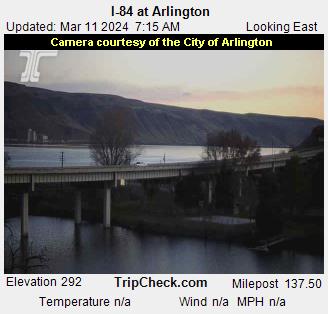 I-84 at Arlington
Updated: Mar 11 2024 7:15 AM Looking East
Camera courtesy of the City of Arlington
Elevation 292 TripCheck.com Milepost 137.50
Temperature n/a Wind n/a MPH n/a